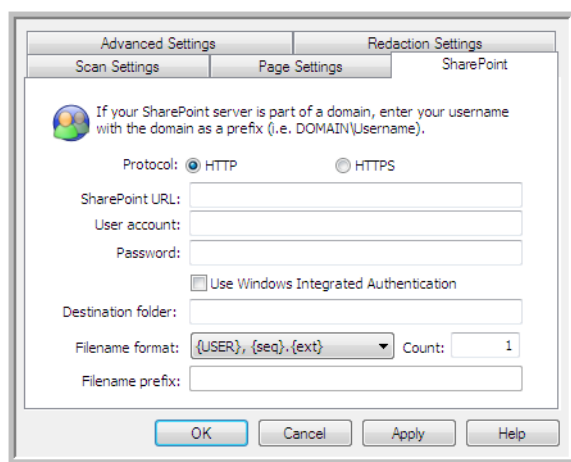 Advanced Settings Redaction Settings
Scan Settings Page Settings SharePoint
If your SharePoint server is part of a domain, enter your username
with the domain as a prefix (i.e. DOMAIN\Username).
Protocol: HTTP HTTPS
SharePoint URL:
User account:
Password:
Use Windows Integrated Authentication
Destination folder:
Filename format: {USER}, {seq}.{ext} Count: 1
Filename prefix:
OK Cancel Apply Help